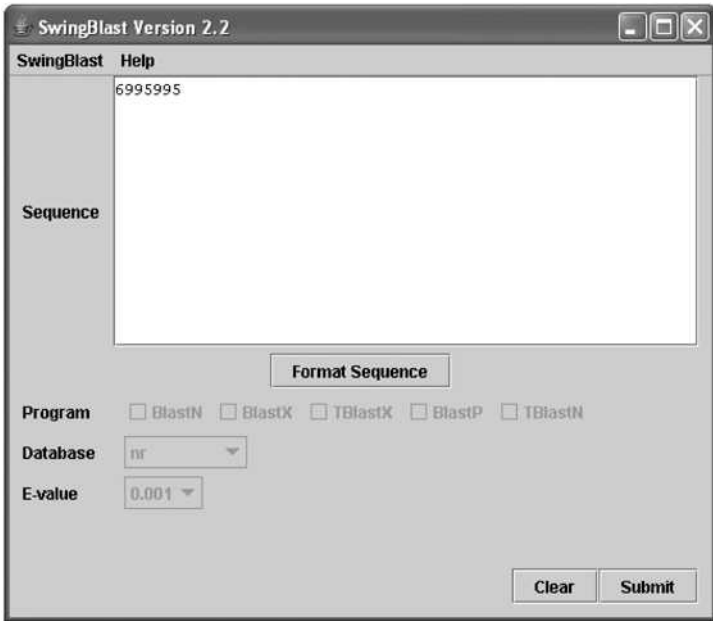 SwingBlast Version 2.2
SwingBlast Help
6995995
Sequence
Format Sequence
Program BlastN BlastX TBlastX BlastP TBlastN
Database nr
E-value 0.001
Clear Submit